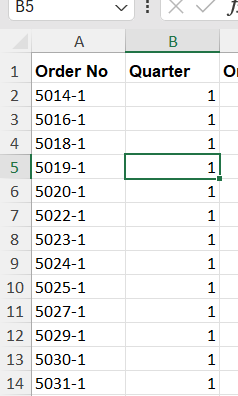 B5
A B
1 Order No Quarter
2 5014-1 1
3 5016-1 1
4 5018-1 1
5 5019-1 1
6 5020-1 1
7 5022-1 1
8 5023-1 1
9 5024-1 1
10 5025-1 1
11 5027-1 1
12 5029-1 1
13 5030-1 1
14 5031-1 1